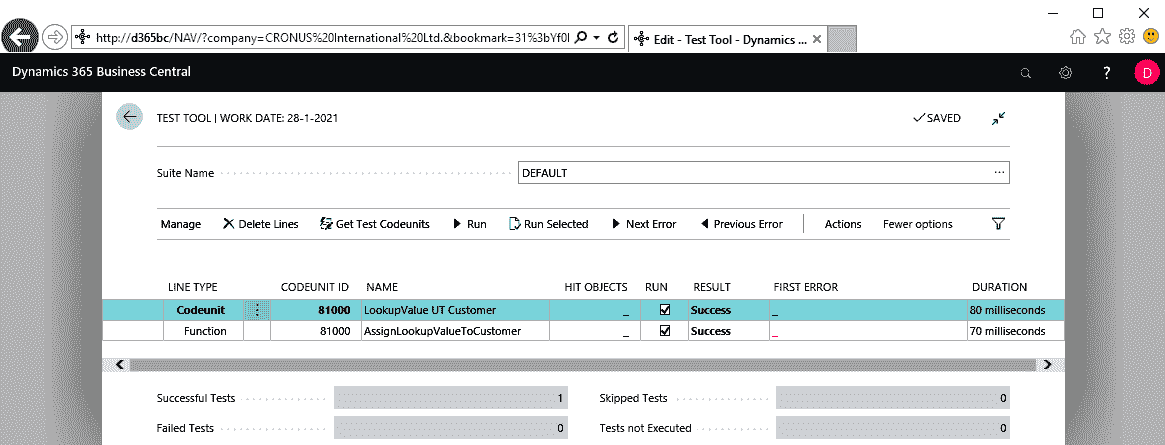 http://d365bc/NAV/?company=CRONUS%20International%20Ltd.&bookmark=31%3bYf0l
Edit - Test Tool - Dynamics ...
Dynamics 365 Business Central
? D
TEST TOOL | WORK DATE: 28-1-2021 SAVED
Suite Name DEFAULT ...
Manage Delete Lines Get Test Codeunits Run Run Selected Next Error Previous Error Actions Fewer options
LINE TYPE CODEUNIT ID NAME HIT OBJECTS RUN RESULT FIRST ERROR DURATION
Codeunit 81000 LookupValue UT Customer _ Success _ 80 milliseconds
Function 81000 AssignLookupValueToCustomer _ Success _ 70 milliseconds
Successful Tests 1 Skipped Tests 0
Failed Tests 0 Tests not Executed 0